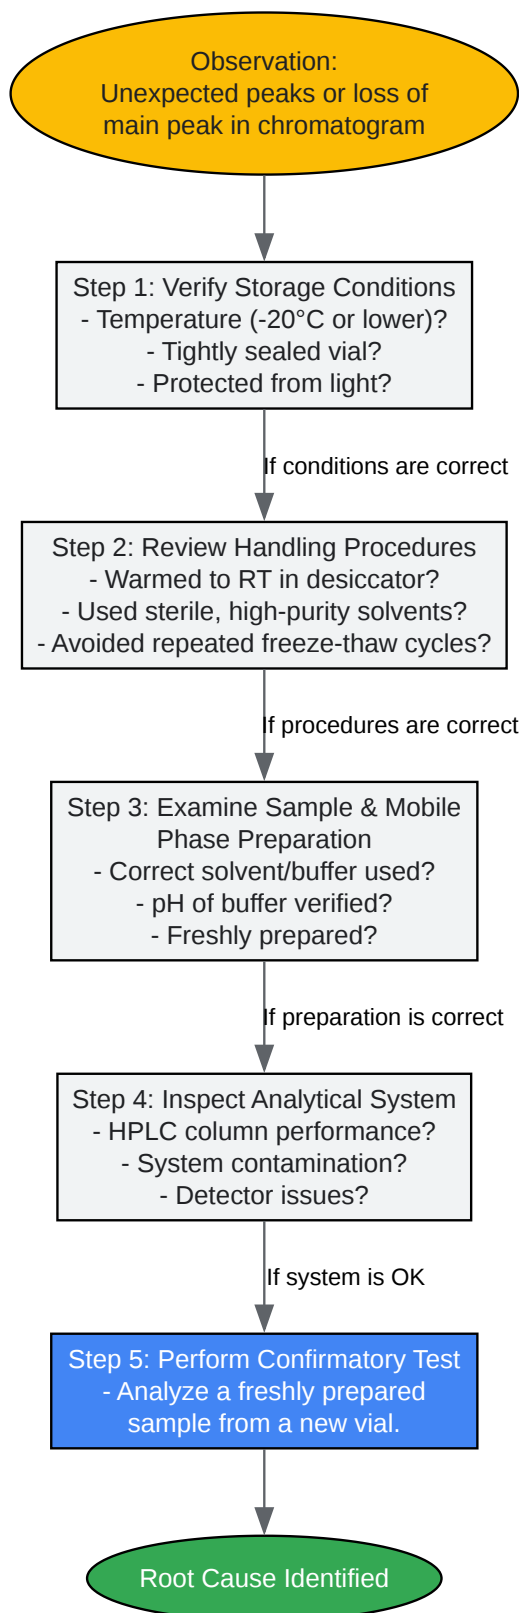 Observation:
Unexpected peaks or loss of
main peak in chromatogram
Step 1: Verify Storage Conditions
- Temperature (-20°C or lower)?
- Tightly sealed vial?
- Protected from light?
If conditions are correct
Step 2: Review Handling Procedures
- Warmed to RT in desiccator?
- Used sterile, high-purity solvents?
- Avoided repeated freeze-thaw cycles?
If procedures are correct
Step 3: Examine Sample & Mobile
Phase Preparation
- Correct solvent/buffer used?
- pH of buffer verified?
- Freshly prepared?
If preparation is correct
Step 4: Inspect Analytical System
- HPLC column performance?
- System contamination?
- Detector issues?
If system is OK
Step 5: Perform Confirmatory Test
- Analyze a freshly prepared
sample from a new vial.
Root Cause Identified